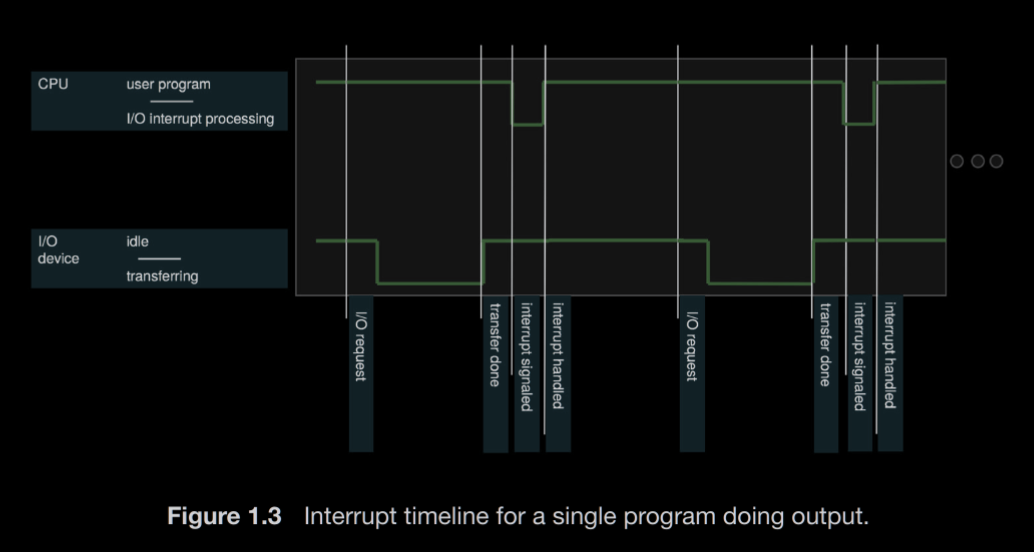 CPU
user program
I/O interrupt processing
I/O
device
idle
transferring
I/O request
transfer done
interrupt signaled
interrupt handled
I/O request
transfer done
interrupt signaled
interrupt handled
Figure 1.3 Interrupt timeline for a single program doing output.